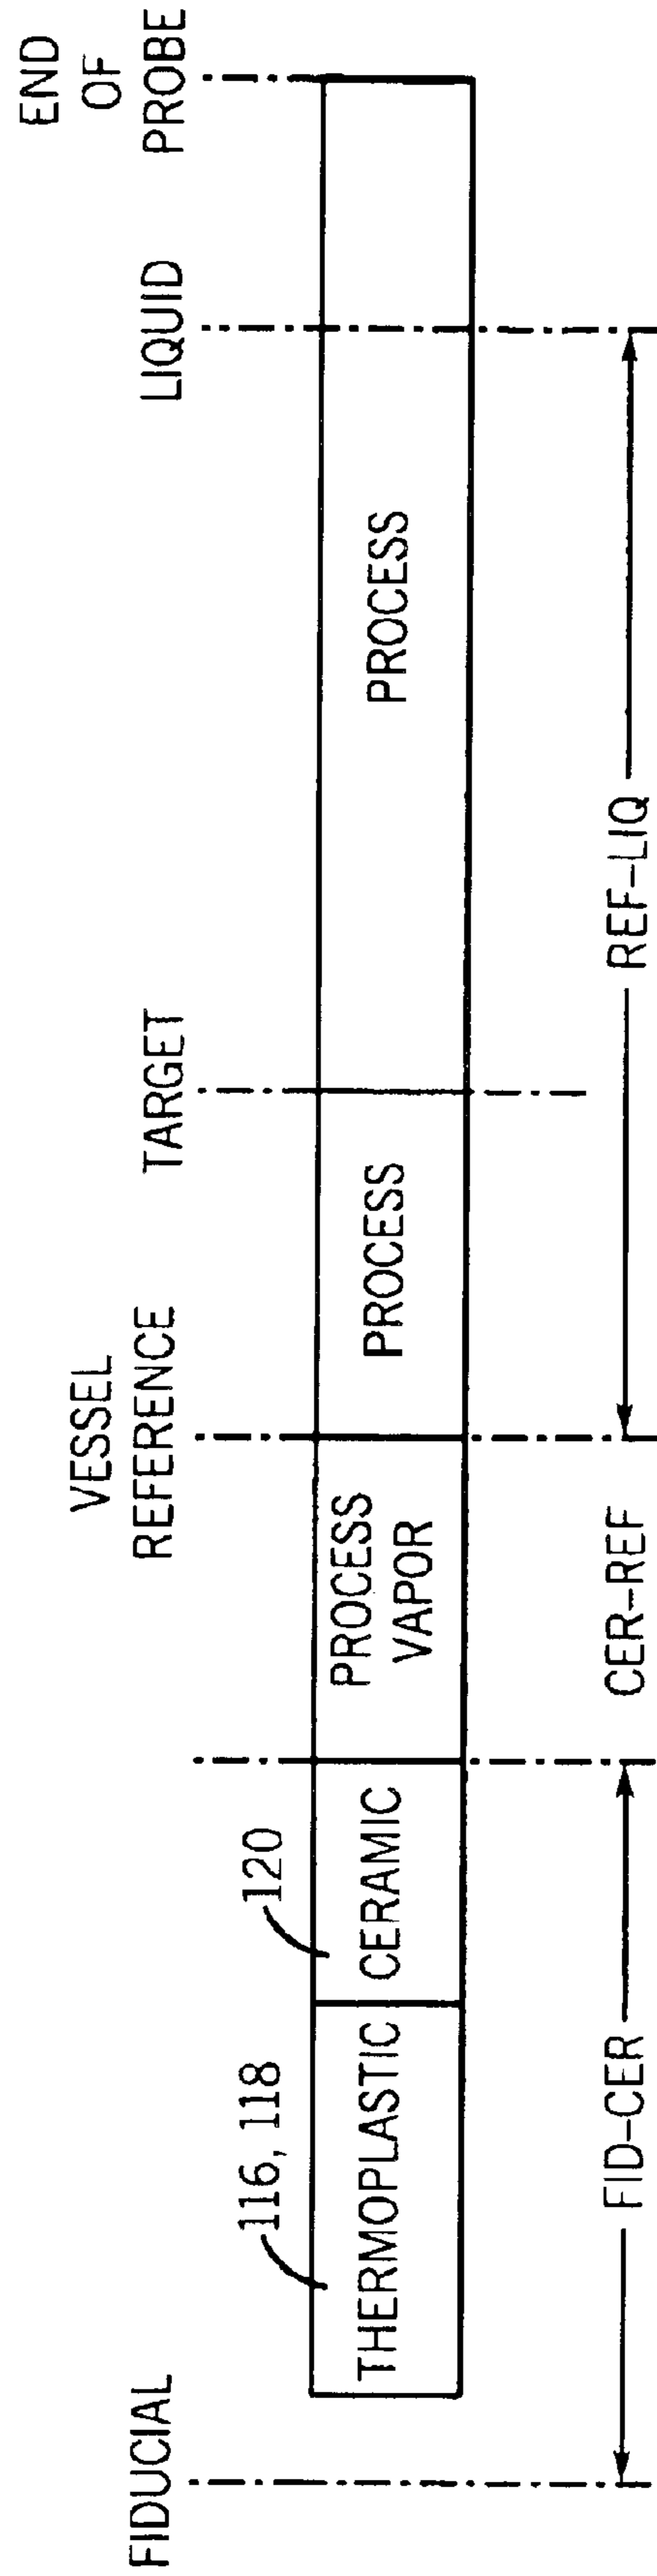 FIDUCIAL
VESSEL
REFERENCE
TARGET
LIQUID
END
OF
PROBE
116, 118
120
THERMOPLASTIC
CERAMIC
PROCESS
VAPOR
PROCESS
PROCESS
FID-CER
CER-REF
REF-LIQ